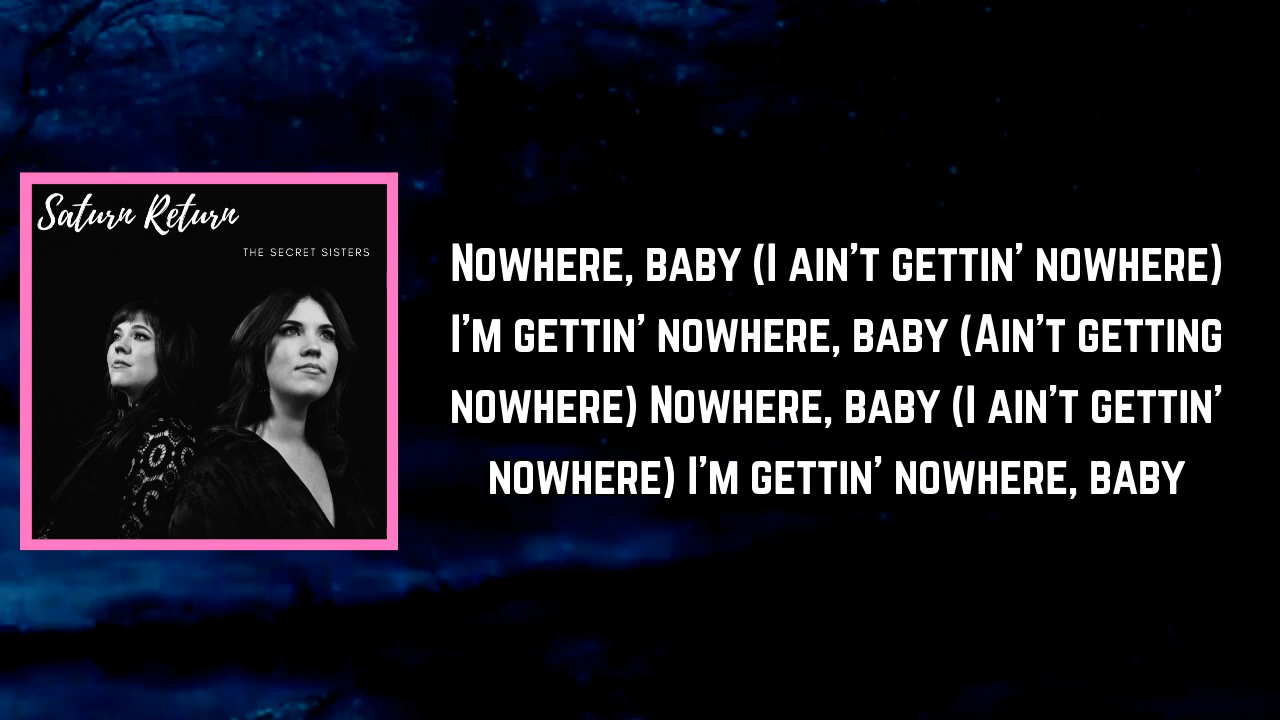 Saturn Return
THE SECRET SISTERS
Nowhere, baby (I ain't gettin' nowhere)
I'm gettin' nowhere, baby (Ain't getting
nowhere) Nowhere, baby (I ain't gettin'
nowhere) I'm gettin' nowhere, baby